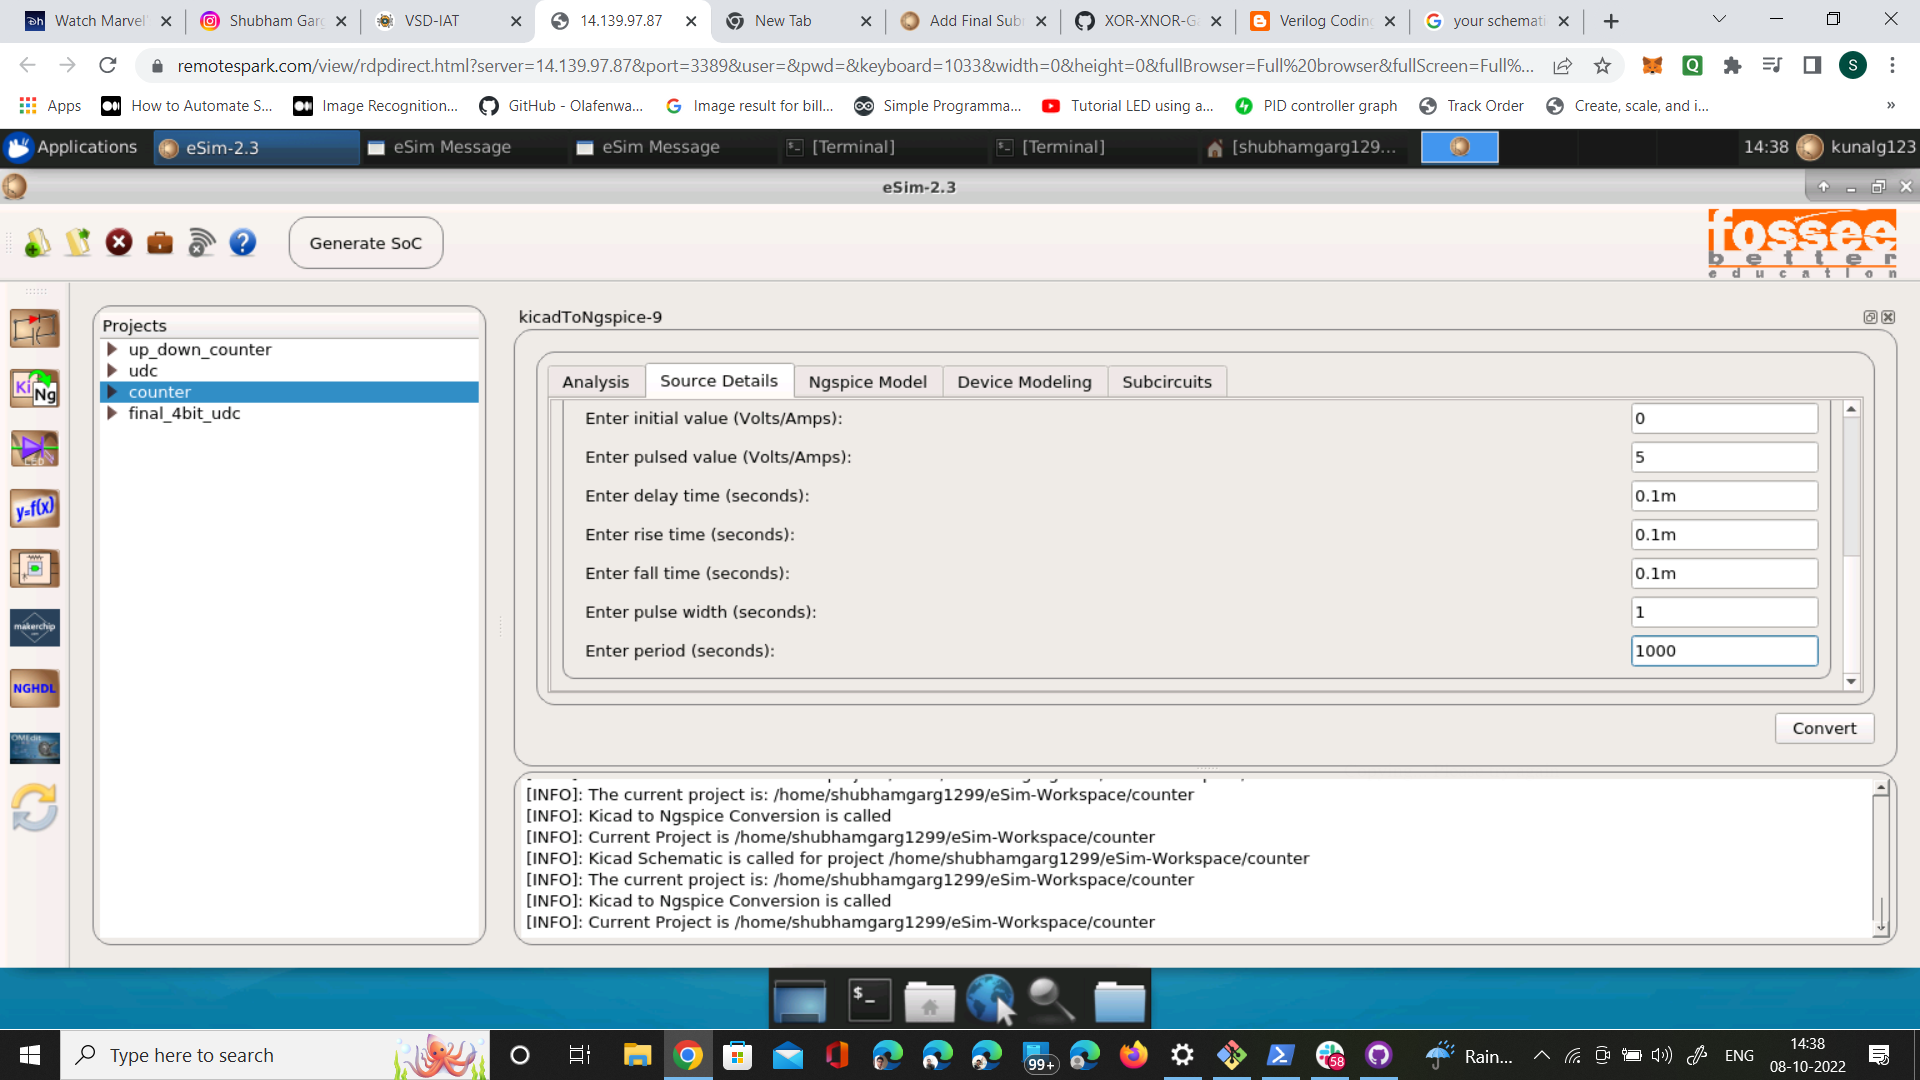 Watch Marvel'
Shubham Garg
VSD-IAT
14.139.97.87
New Tab
Add Final Sub
XOR-XNOR-G
Verilog Coding
your schemati
remotespark.com/view/rdpdirect.html?server=14.139.97.87&port=3389&user=&pwd=&keyboard=1033&width=0&height=0&fullBrowser=Full%20browser&fullScreen=Full%...
S
Apps
How to Automate S...
Image Recognition...
GitHub - Olafenwa...
Image result for bill...
Simple Programma...
Tutorial LED using a...
PID controller graph
Track Order
Create, scale, and i...
»
Applications
eSim-2.3
eSim Message
eSim Message
[Terminal]
[Terminal]
[shubhamgarg129...
14:38
kunalg123
eSim-2.3
Generate SoC
fossee
better
education
Projects
up_down_counter
udc
counter
final_4bit_udc
Ki
Ng
y=f(x)
makerchip
NGHDL
OMEdit
kicadToNgspice-9
Analysis
Source Details
Ngspice Model
Device Modeling
Subcircuits
Enter initial value (Volts/Amps): 0
Enter pulsed value (Volts/Amps): 5
Enter delay time (seconds): 0.1m
Enter rise time (seconds): 0.1m
Enter fall time (seconds): 0.1m
Enter pulse width (seconds): 1
Enter period (seconds): 1000
Convert
[INFO]: The current project is: /home/shubhamgarg1299/eSim-Workspace/counter
[INFO]: Kicad to Ngspice Conversion is called
[INFO]: Current Project is /home/shubhamgarg1299/eSim-Workspace/counter
[INFO]: Kicad Schematic is called for project /home/shubhamgarg1299/eSim-Workspace/counter
[INFO]: The current project is: /home/shubhamgarg1299/eSim-Workspace/counter
[INFO]: Kicad to Ngspice Conversion is called
[INFO]: Current Project is /home/shubhamgarg1299/eSim-Workspace/counter
Type here to search
99+
58
Rain...
ENG
14:38
08-10-2022